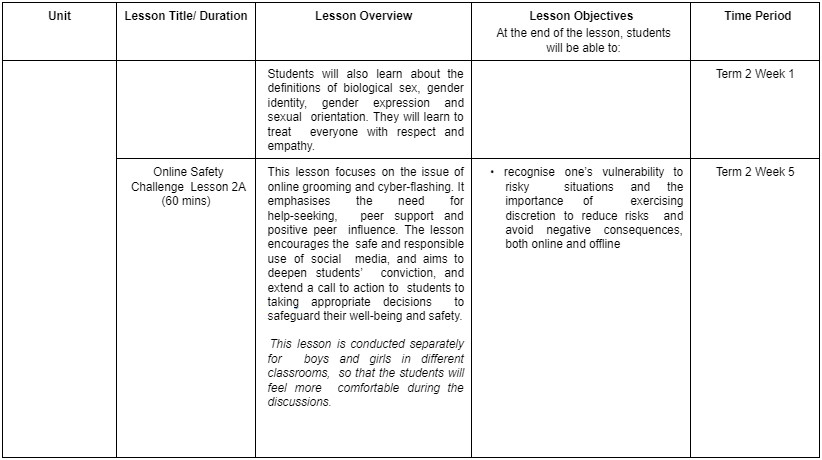 Unit
Lesson Title/ Duration
Lesson Overview
Lesson Objectives
At the end of the lesson, students
will be able to:
Time Period
Students will also learn about the
definitions of biological sex, gender
identity, gender expression and
sexual orientation. They will learn to
treat everyone with respect and
empathy.
Term 2 Week 1
Online Safety
Challenge Lesson 2A
(60 mins)
This lesson focuses on the issue of
online grooming and cyber-flashing. It
emphasises the need for
help-seeking, peer support and
positive peer influence. The lesson
encourages the safe and responsible
use of social media, and aims to
deepen students’ conviction, and
extend a call to action to students to
taking appropriate decisions to
safeguard their well-being and safety.
This lesson is conducted separately
for boys and girls in different
classrooms, so that the students will
feel more comfortable during the
discussions.
• recognise one’s vulnerability to
risky situations and the
importance of exercising
discretion to reduce risks and
avoid negative consequences,
both online and offline
Term 2 Week 5